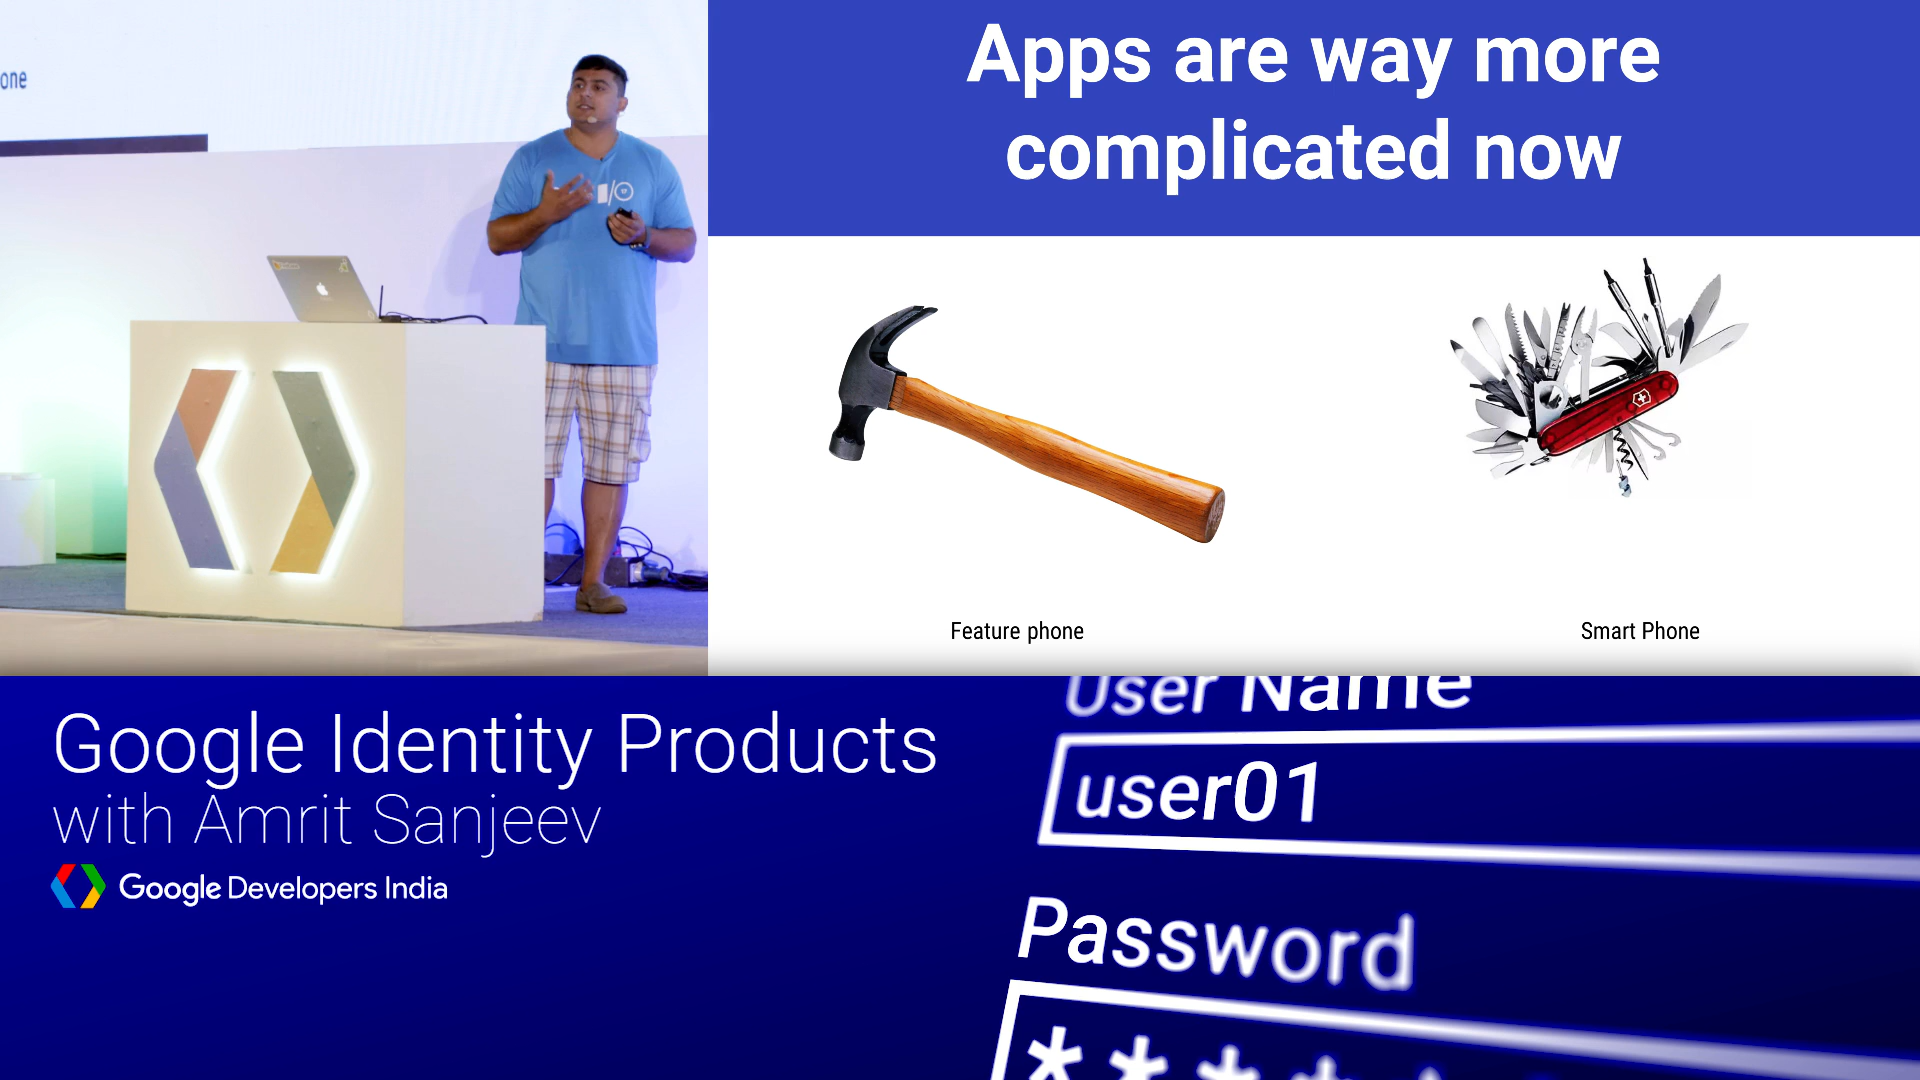 one
Apps are way more
complicated now
Feature phone
Smart Phone
Google Identity Products
with Amrit Sanjeev
Google Developers India
User Name
user01
Password
****